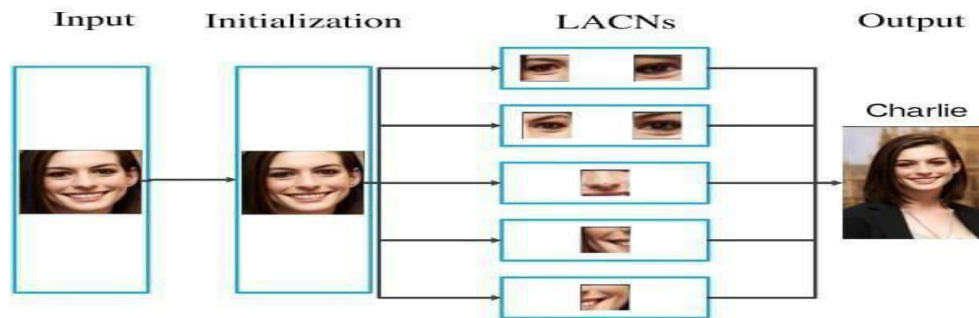 Input
Initialization
LACNs
Output
Charlie